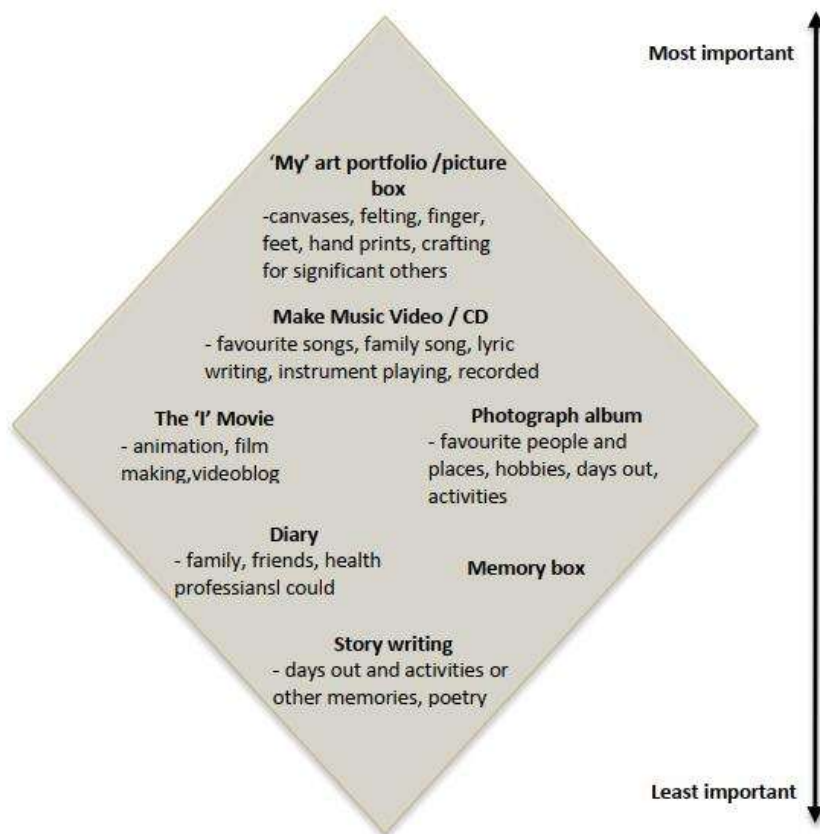 Most important
‘My’ art portfolio /picture
box
-canvases, felting, finger,
feet, hand prints, crafting
for significant others
Make Music Video / CD
- favourite songs, family song, lyric
writing, instrument playing, recorded
The ‘I’ Movie
- animation, film
making,videoblog
Photograph album
- favourite people and
places, hobbies, days out,
activities
Diary
- family, friends, health
professiansl could
Memory box
Story writing
- days out and activities or
other memories, poetry
Least important